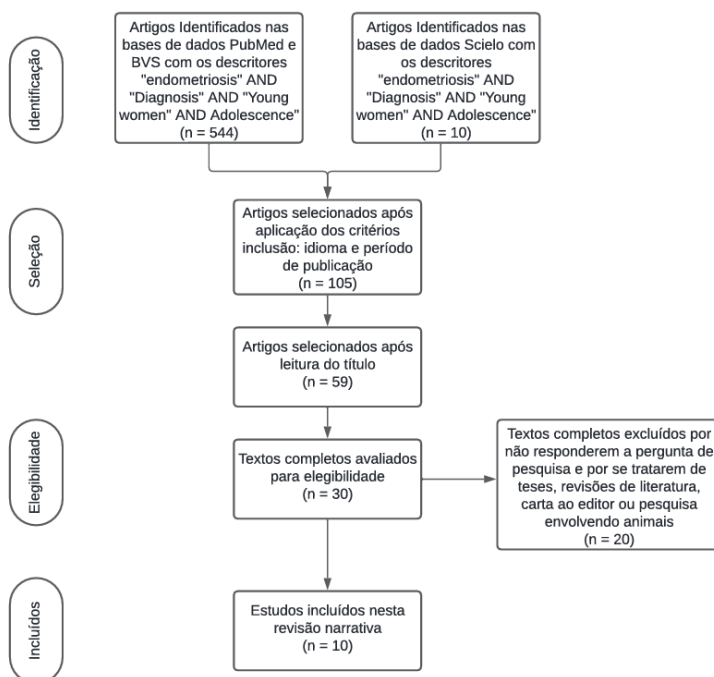 Identificação
Artigos Identificados nas
bases de dados PubMed e
BVS com os descritores
"endometriosis" AND
"Diagnosis" AND "Young
women" AND Adolescence"
(n = 544)
Artigos Identificados nas
bases de dados Scielo com
os descritores
"endometriosis" AND
"Diagnosis" AND "Young
women" AND Adolescence"
(n = 10)
Seleção
Artigos selecionados após
aplicação dos critérios
inclusão: idioma e período
de publicação
(n = 105)
Artigos selecionados após
leitura do título
(n = 59)
Elegibilidade
Textos completos avaliados
para elegibilidade
(n = 30)
Textos completos excluídos por
não responderem a pergunta de
pesquisa e por se tratarem de
teses, revisões de literatura,
carta ao editor ou pesquisa
envolvendo animais
(n = 20)
Incluídos
Estudos incluídos nesta
revisão narrativa
(n = 10)